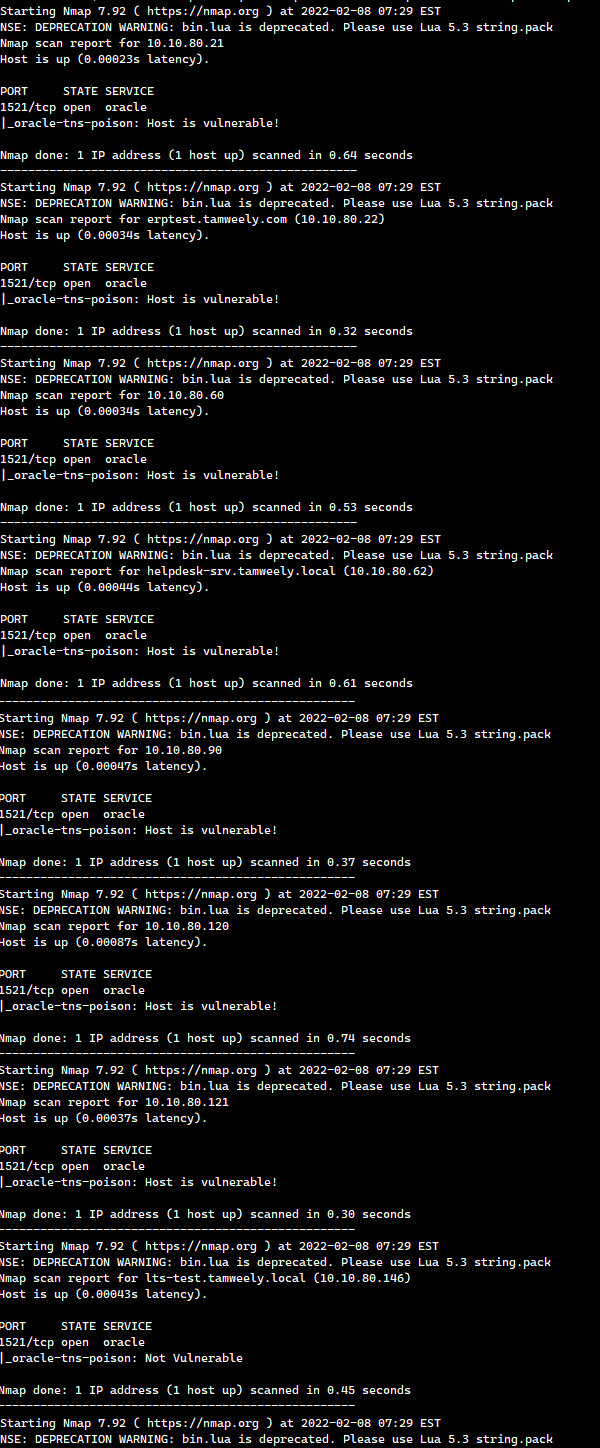 Starting Nmap 7.92 ( https://nmap.org ) at 2022-02-08 07:29 EST
NSE: DEPRECATION WARNING: bin.lua is deprecated. Please use Lua 5.3 string.pack
Nmap scan report for 10.10.80.21
Host is up (0.00023s latency).
PORT     STATE SERVICE
1521/tcp open  oracle
|_oracle-tns-poison: Host is vulnerable!
Nmap done: 1 IP address (1 host up) scanned in 0.64 seconds
---------------------------------------------------
Starting Nmap 7.92 ( https://nmap.org ) at 2022-02-08 07:29 EST
NSE: DEPRECATION WARNING: bin.lua is deprecated. Please use Lua 5.3 string.pack
Nmap scan report for erptest.tamweely.com (10.10.80.22)
Host is up (0.00034s latency).
PORT     STATE SERVICE
1521/tcp open  oracle
|_oracle-tns-poison: Host is vulnerable!
Nmap done: 1 IP address (1 host up) scanned in 0.32 seconds
---------------------------------------------------
Starting Nmap 7.92 ( https://nmap.org ) at 2022-02-08 07:29 EST
NSE: DEPRECATION WARNING: bin.lua is deprecated. Please use Lua 5.3 string.pack
Nmap scan report for 10.10.80.60
Host is up (0.00034s latency).
PORT     STATE SERVICE
1521/tcp open  oracle
|_oracle-tns-poison: Host is vulnerable!
Nmap done: 1 IP address (1 host up) scanned in 0.53 seconds
---------------------------------------------------
Starting Nmap 7.92 ( https://nmap.org ) at 2022-02-08 07:29 EST
NSE: DEPRECATION WARNING: bin.lua is deprecated. Please use Lua 5.3 string.pack
Nmap scan report for helpdesk-srv.tamweely.local (10.10.80.62)
Host is up (0.00044s latency).
PORT     STATE SERVICE
1521/tcp open  oracle
|_oracle-tns-poison: Host is vulnerable!
Nmap done: 1 IP address (1 host up) scanned in 0.61 seconds
---------------------------------------------------
Starting Nmap 7.92 ( https://nmap.org ) at 2022-02-08 07:29 EST
NSE: DEPRECATION WARNING: bin.lua is deprecated. Please use Lua 5.3 string.pack
Nmap scan report for 10.10.80.90
Host is up (0.00047s latency).
PORT     STATE SERVICE
1521/tcp open  oracle
|_oracle-tns-poison: Host is vulnerable!
Nmap done: 1 IP address (1 host up) scanned in 0.37 seconds
---------------------------------------------------
Starting Nmap 7.92 ( https://nmap.org ) at 2022-02-08 07:29 EST
NSE: DEPRECATION WARNING: bin.lua is deprecated. Please use Lua 5.3 string.pack
Nmap scan report for 10.10.80.120
Host is up (0.00087s latency).
PORT     STATE SERVICE
1521/tcp open  oracle
|_oracle-tns-poison: Host is vulnerable!
Nmap done: 1 IP address (1 host up) scanned in 0.74 seconds
---------------------------------------------------
Starting Nmap 7.92 ( https://nmap.org ) at 2022-02-08 07:29 EST
NSE: DEPRECATION WARNING: bin.lua is deprecated. Please use Lua 5.3 string.pack
Nmap scan report for 10.10.80.121
Host is up (0.00037s latency).
PORT     STATE SERVICE
1521/tcp open  oracle
|_oracle-tns-poison: Host is vulnerable!
Nmap done: 1 IP address (1 host up) scanned in 0.30 seconds
---------------------------------------------------
Starting Nmap 7.92 ( https://nmap.org ) at 2022-02-08 07:29 EST
NSE: DEPRECATION WARNING: bin.lua is deprecated. Please use Lua 5.3 string.pack
Nmap scan report for lts-test.tamweely.local (10.10.80.146)
Host is up (0.00043s latency).
PORT     STATE SERVICE
1521/tcp open  oracle
|_oracle-tns-poison: Not Vulnerable
Nmap done: 1 IP address (1 host up) scanned in 0.45 seconds
---------------------------------------------------
Starting Nmap 7.92 ( https://nmap.org ) at 2022-02-08 07:29 EST
NSE: DEPRECATION WARNING: bin.lua is deprecated. Please use Lua 5.3 string.pack